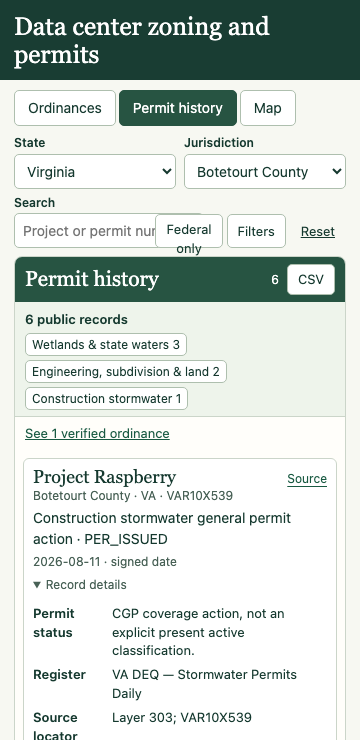 Data center zoning and
permits
Ordinances
Permit history
Map
State
Jurisdiction
Virginia
Botetourt County
Search
Project or permit nur
Federal
only
Filters
Reset
Permit history
6
CSV
6 public records
Wetlands & state waters 3
Engineering, subdivision & land 2
Construction stormwater 1
See 1 verified ordinance
Project Raspberry
Source
Botetourt County · VA · VAR10X539
Construction stormwater general permit
action · PER_ISSUED
2026-08-11 · signed date
▼ Record details
Permit
status
CGP coverage action, not an
explicit present active
classification.
Register
VA DEQ — Stormwater Permits
Daily
Source
locator
Layer 303; VAR10X539